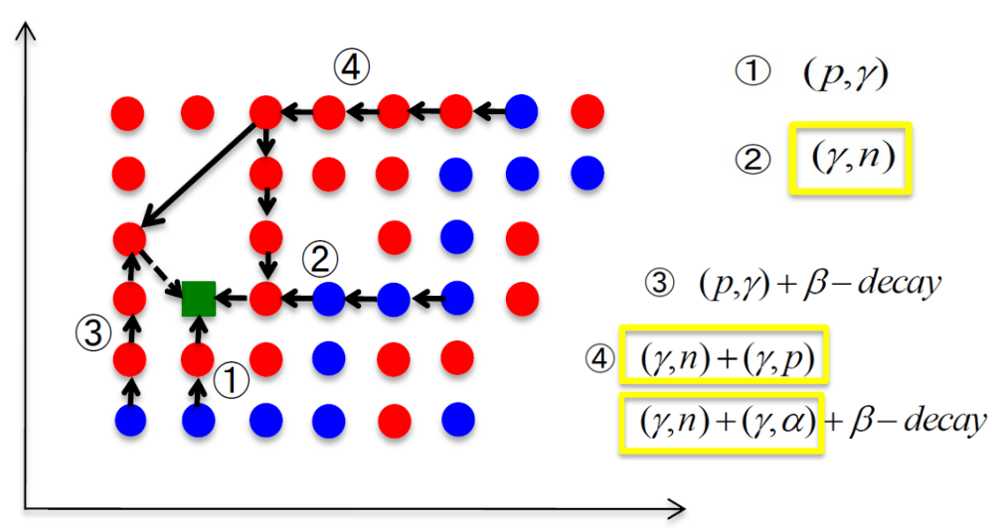 ④
① (p,γ)
② (γ,n)
②
③ (p,γ)+β−decay
③
①
④ (γ,n)+(γ,p)
(γ,n)+(γ,α)+β−decay